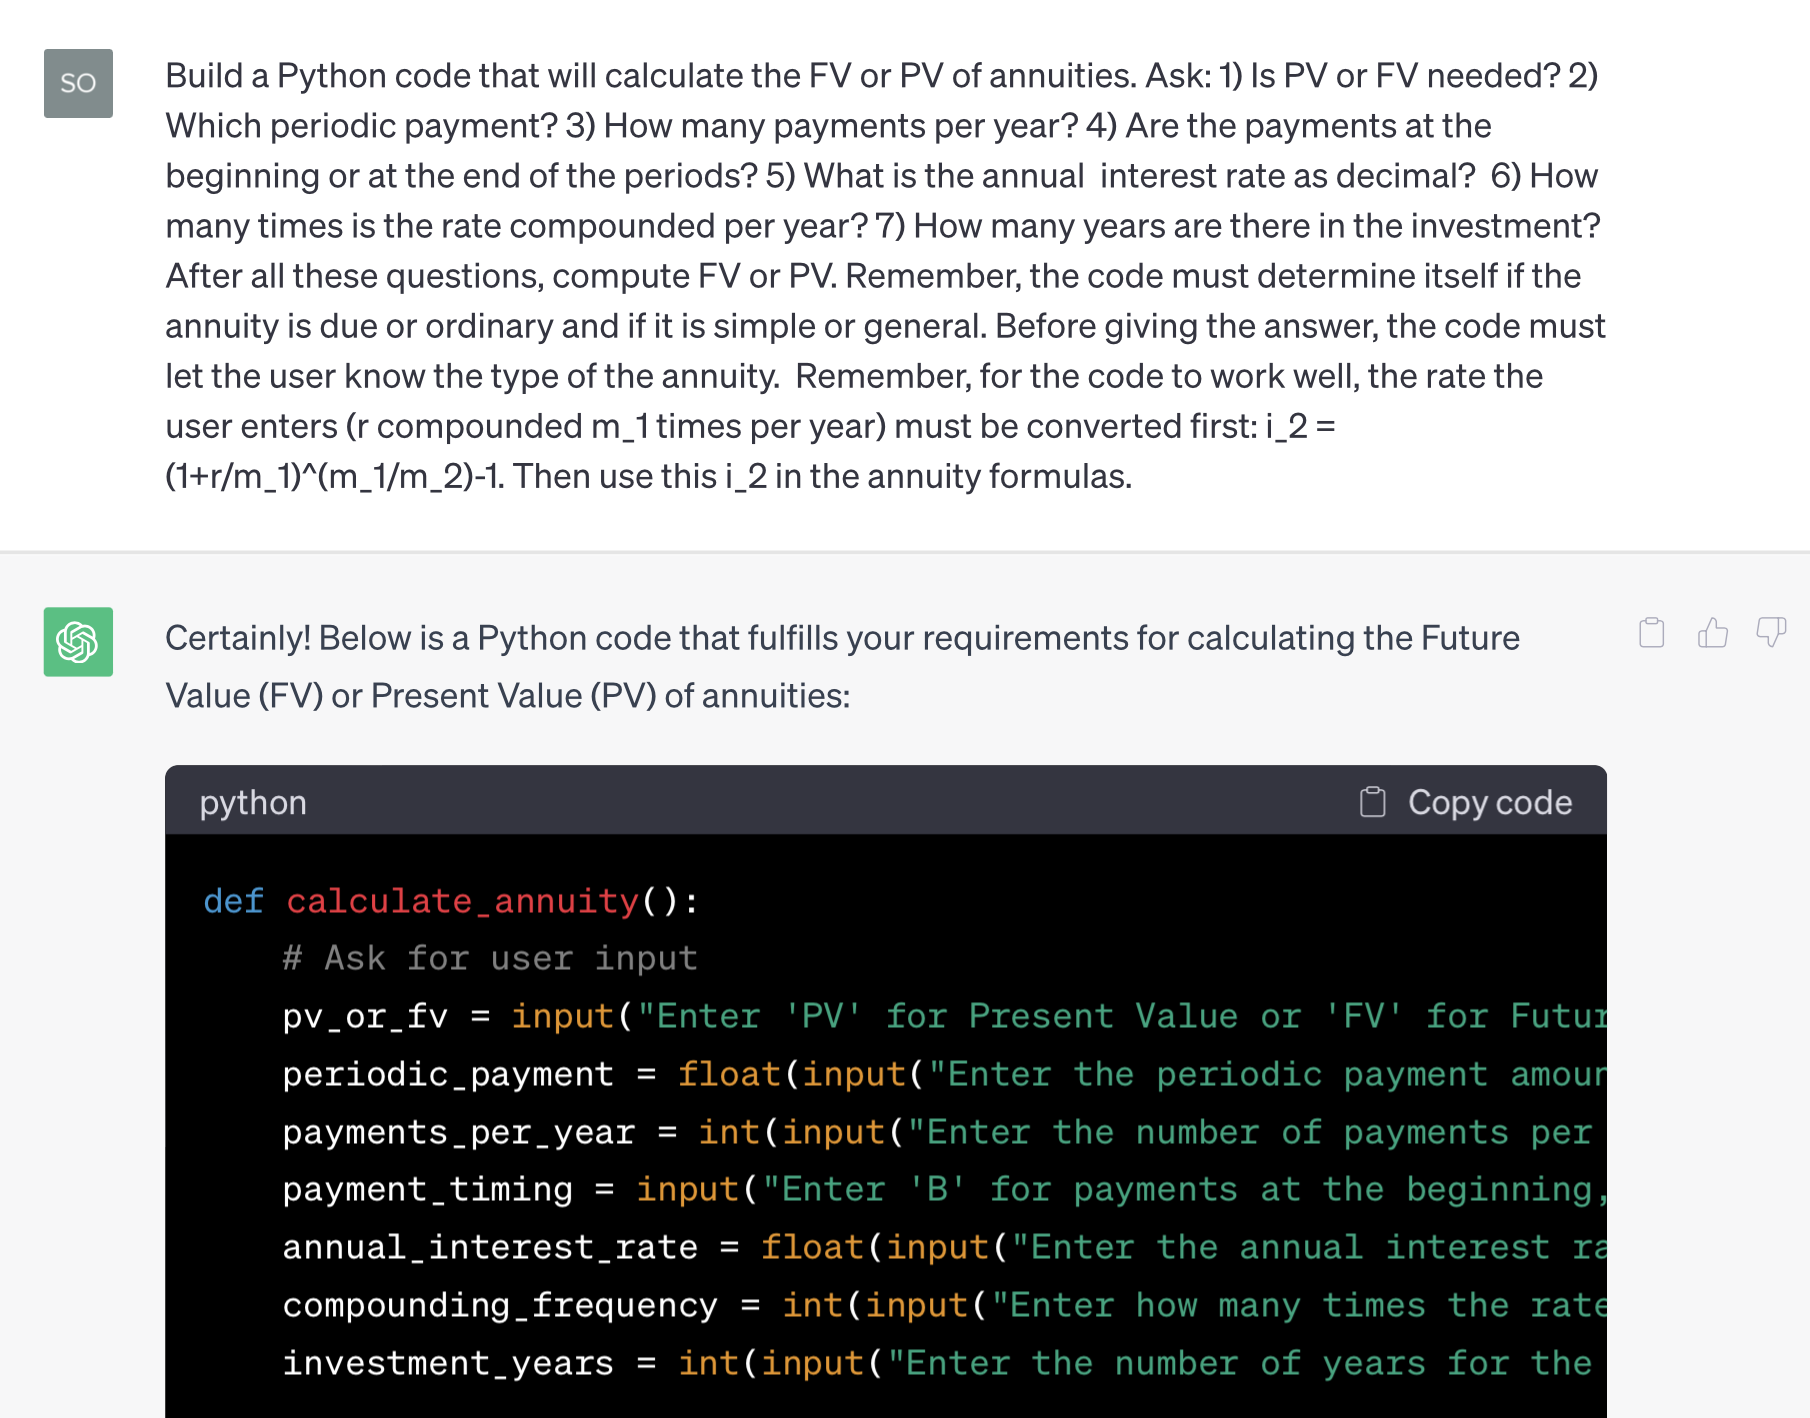 SO
Build a Python code that will calculate the FV or PV of annuities. Ask: 1) Is PV or FV needed? 2)
Which periodic payment? 3) How many payments per year? 4) Are the payments at the
beginning or at the end of the periods? 5) What is the annual  interest rate as decimal?  6) How
many times is the rate compounded per year? 7) How many years are there in the investment?
After all these questions, compute FV or PV. Remember, the code must determine itself if the
annuity is due or ordinary and if it is simple or general. Before giving the answer, the code must
let the user know the type of the annuity.  Remember, for the code to work well, the rate the
user enters (r compounded m_1 times per year) must be converted first: i_2 =
(1+r/m_1)^(m_1/m_2)-1. Then use this i_2 in the annuity formulas.
Certainly! Below is a Python code that fulfills your requirements for calculating the Future
Value (FV) or Present Value (PV) of annuities:
python
Copy code
def calculate_annuity():
    # Ask for user input
    pv_or_fv = input("Enter 'PV' for Present Value or 'FV' for Futur
    periodic_payment = float(input("Enter the periodic payment amoun
    payments_per_year = int(input("Enter the number of payments per
    payment_timing = input("Enter 'B' for payments at the beginning,
    annual_interest_rate = float(input("Enter the annual interest ra
    compounding_frequency = int(input("Enter how many times the rate
    investment_years = int(input("Enter the number of years for the